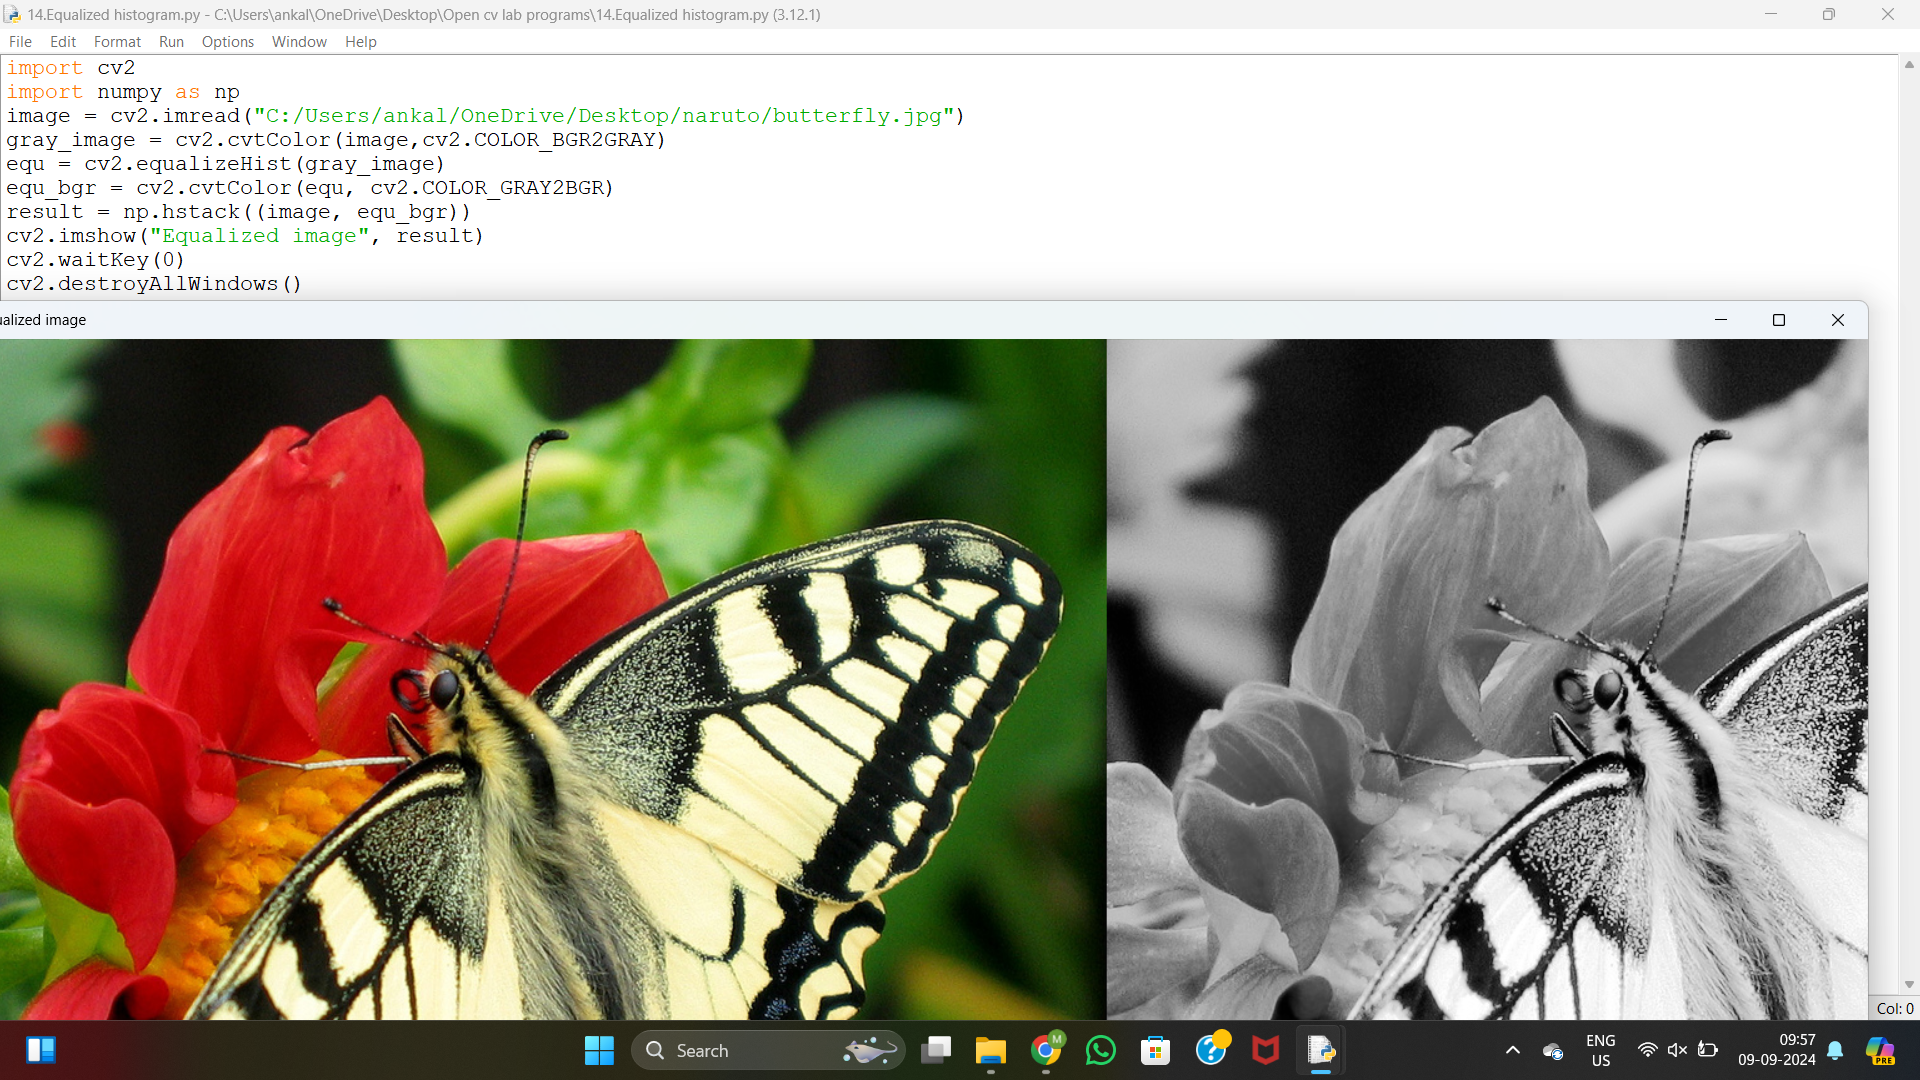 14.Equalized histogram.py - C:\Users\ankal\OneDrive\Desktop\Open cv lab programs\14.Equalized histogram.py (3.12.1)
File Edit Format Run Options Window Help
import cv2
import numpy as np
image = cv2.imread("C:/Users/ankal/OneDrive/Desktop/naruto/butterfly.jpg")
gray_image = cv2.cvtColor(image,cv2.COLOR_BGR2GRAY)
equ = cv2.equalizeHist(gray_image)
equ_bgr = cv2.cvtColor(equ, cv2.COLOR_GRAY2BGR)
result = np.hstack((image, equ_bgr))
cv2.imshow("Equalized image", result)
cv2.waitKey(0)
cv2.destroyAllWindows()
ualized image
Col: 0
Search
M
ENG
US
09:57
09-09-2024
PRE